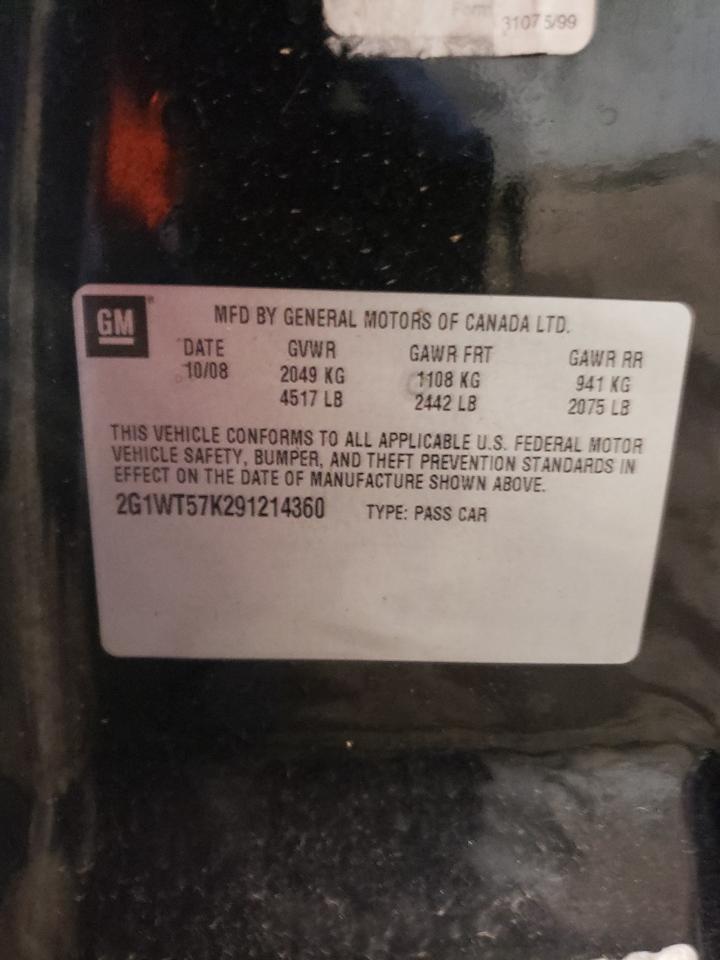 Form 3107 5/99
GM
MFD BY GENERAL MOTORS OF CANADA LTD.
DATE GVWR GAWR FRT GAWR RR
10/08 2049 KG 1108 KG 941 KG
4517 LB 2442 LB 2075 LB
THIS VEHICLE CONFORMS TO ALL APPLICABLE U.S. FEDERAL MOTOR
VEHICLE SAFETY, BUMPER, AND THEFT PREVENTION STANDARDS IN
EFFECT ON THE DATE OF MANUFACTURE SHOWN ABOVE.
2G1WT57K291214360 TYPE: PASS CAR